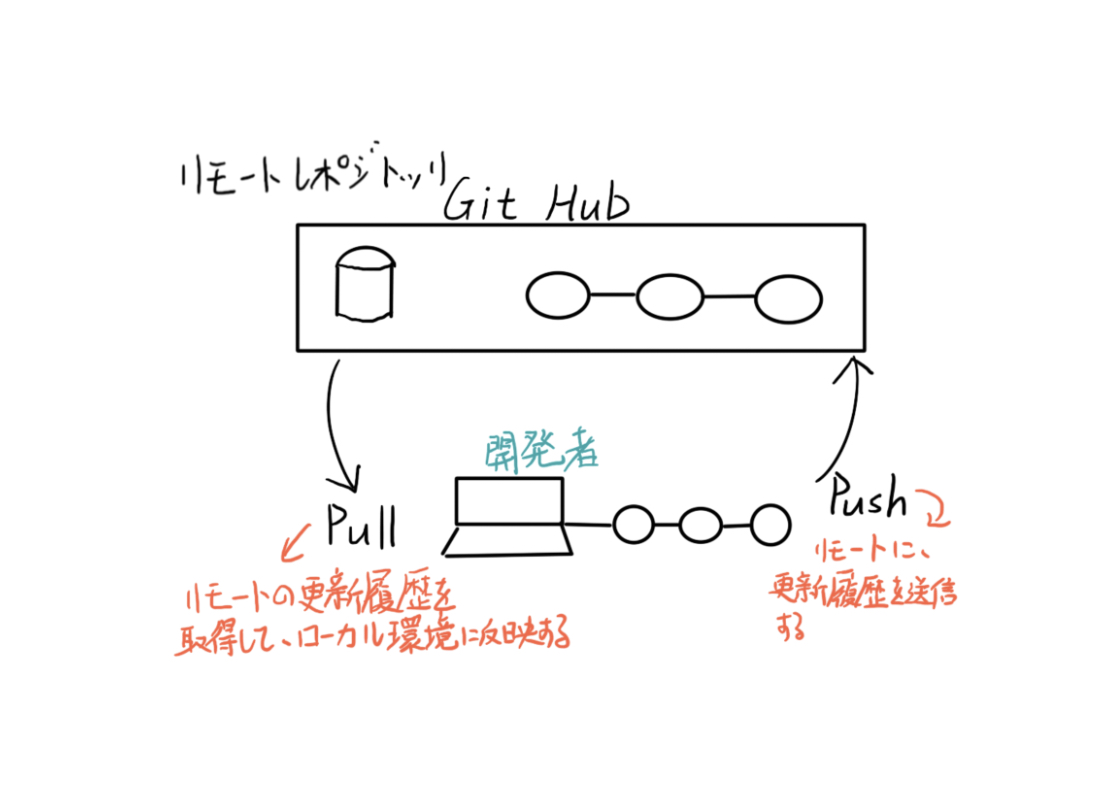 リモートレポジトッリ
Git Hub
開発者
Pull
Push
リモートの更新履歴を
取得して、ローカル環境に反映する
リモートに、
更新履歴を送信
する